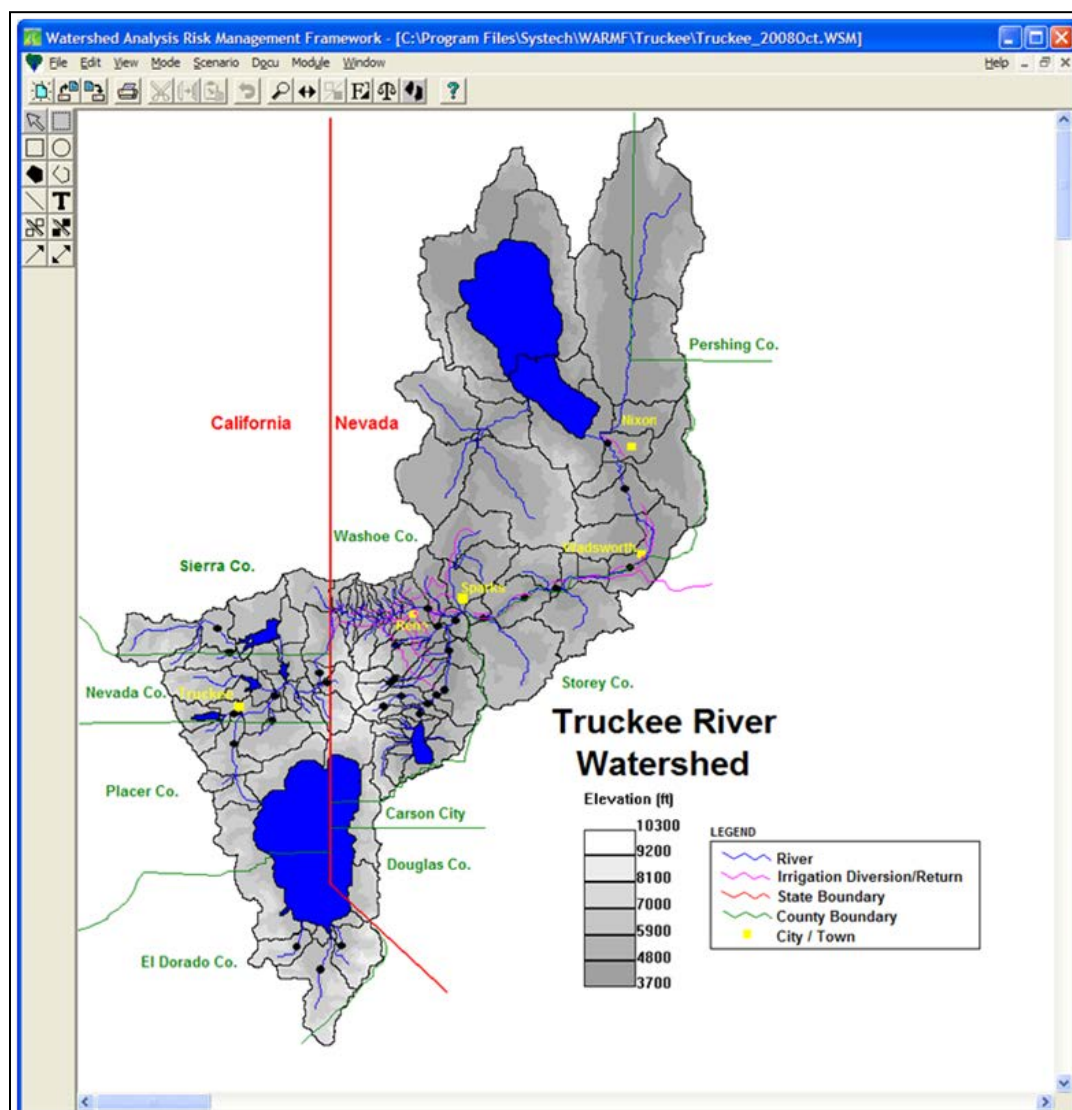 Watershed Analysis Risk Management Framework - [C:\Program Files\Systech\WARMF\Truckee\Truckee_2008Oct.WSM]
File Edit View Mode Scenario Docu Module Window Help
Pershing Co.
Nixon
California Nevada
Washoe Co.
Wadsworth
Sierra Co.
Sparks
Reno
Nevada Co.
Truckee
Storey Co.
Truckee River
Watershed
Placer Co.
Carson City
Douglas Co.
El Dorado Co.
Elevation (ft)
10300
9200
8100
7000
5900
4800
3700
LEGEND
River
Irrigation Diversion/Return
State Boundary
County Boundary
City / Town